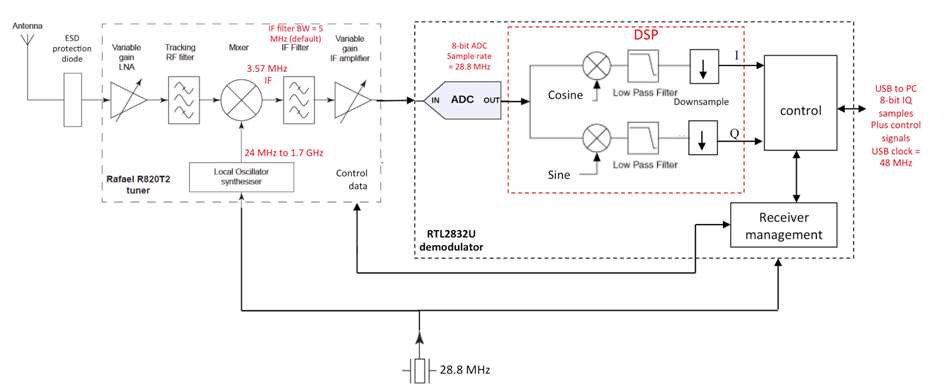 Antenna
ESD
protection
diode
Variable
gain
LNA
Tracking
RF filter
Mixer
IF filter BW = 5
MHz (default)
IF Filter
Variable
gain
IF amplifier
3.57 MHz
IF
24 MHz to 1.7 GHz
Local Oscillator
synthesiser
Rafael R820T2
tuner
Control
data
8-bit ADC
Sample rate
= 28.8 MHz
IN ADC OUT
DSP
Cosine
Low Pass Filter
Downsample
I
Sine
Low Pass Filter
Q
control
USB to PC
8-bit IQ
samples
Plus control
signals
USB clock =
48 MHz
RTL2832U
demodulator
Receiver
management
28.8 MHz